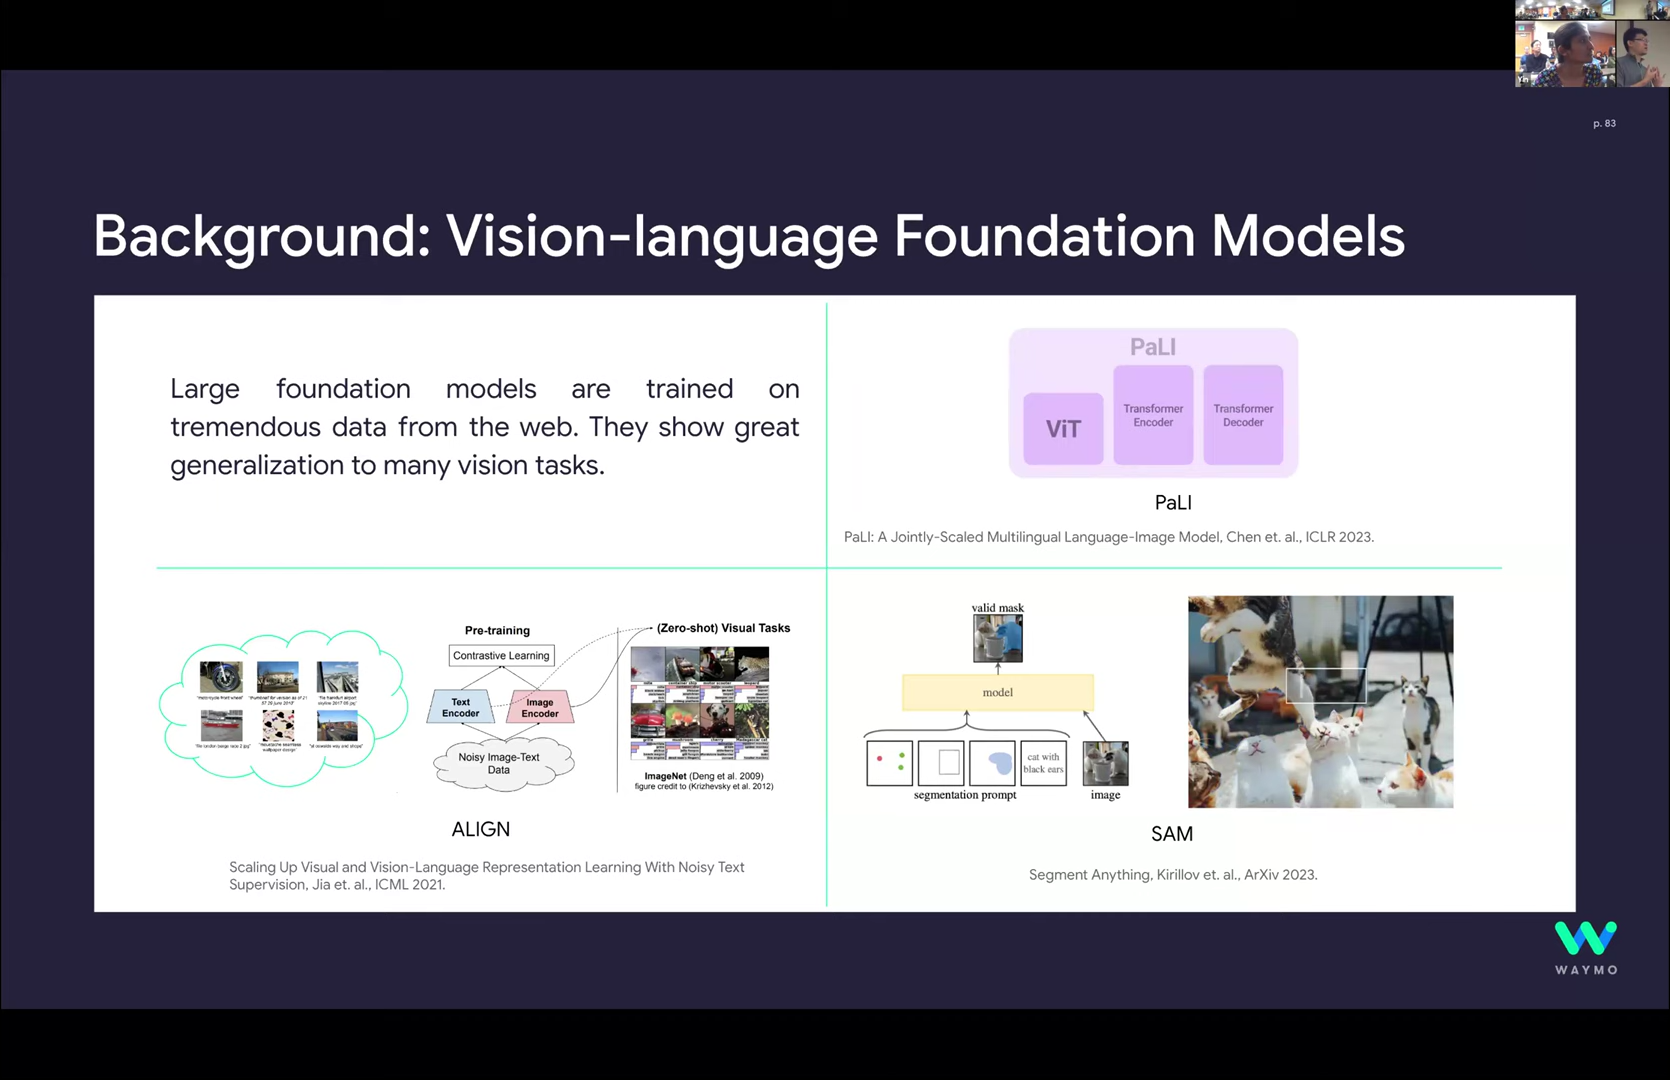 Yin
p. 83
Background: Vision-language Foundation Models
Large foundation models are trained on
tremendous data from the web. They show great
generalization to many vision tasks.
PaLI
ViT
Transformer
Encoder
Transformer
Decoder
PaLI
PaLI: A Jointly-Scaled Multilingual Language-Image Model, Chen et. al., ICLR 2023.
"motorcycle front wheel"
Pre-training
Contrastive Learning
Text
Encoder
Image
Encoder
Noisy Image-Text
Data
(Zero-shot) Visual Tasks
ImageNet (Deng et al. 2009)
figure credit to (Krizhevsky et al. 2012)
ALIGN
Scaling Up Visual and Vision-Language Representation Learning With Noisy Text
Supervision, Jia et. al., ICML 2021.
valid mask
model
cat with
black ears
segmentation prompt
image
SAM
Segment Anything, Kirillov et. al., ArXiv 2023.
WAYMO